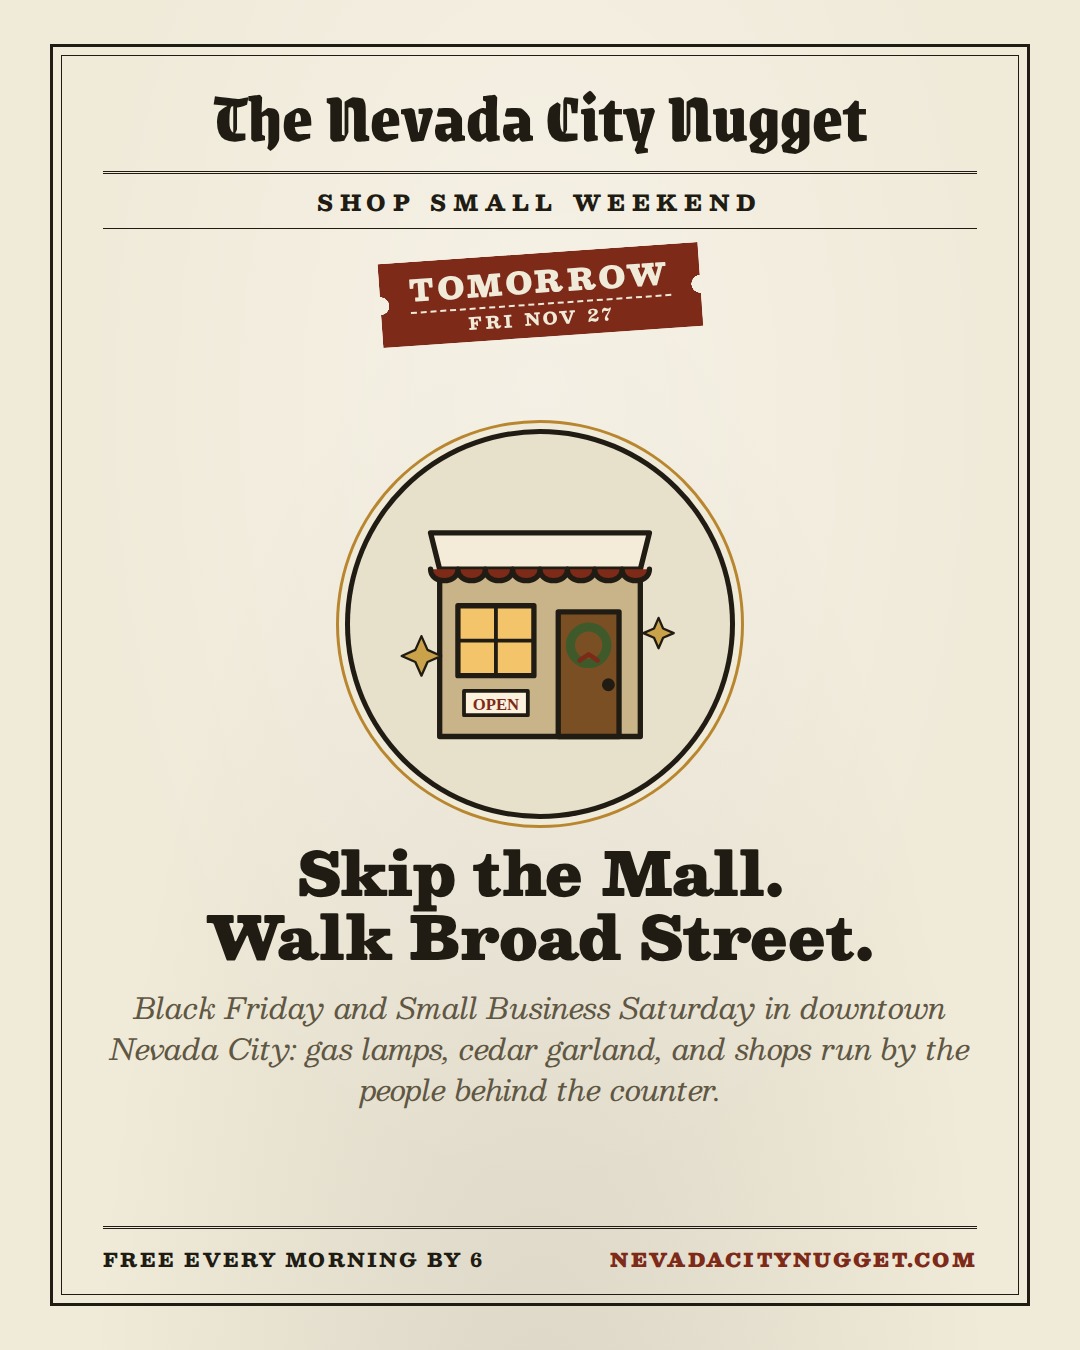 The Nevada City Nugget
SHOP SMALL WEEKEND
TOMORROW
FRI NOV 27
OPEN
Skip the Mall.
Walk Broad Street.
Black Friday and Small Business Saturday in downtown
Nevada City: gas lamps, cedar garland, and shops run by the
people behind the counter.
FREE EVERY MORNING BY 6
NEVADACITYNUGGET.COM